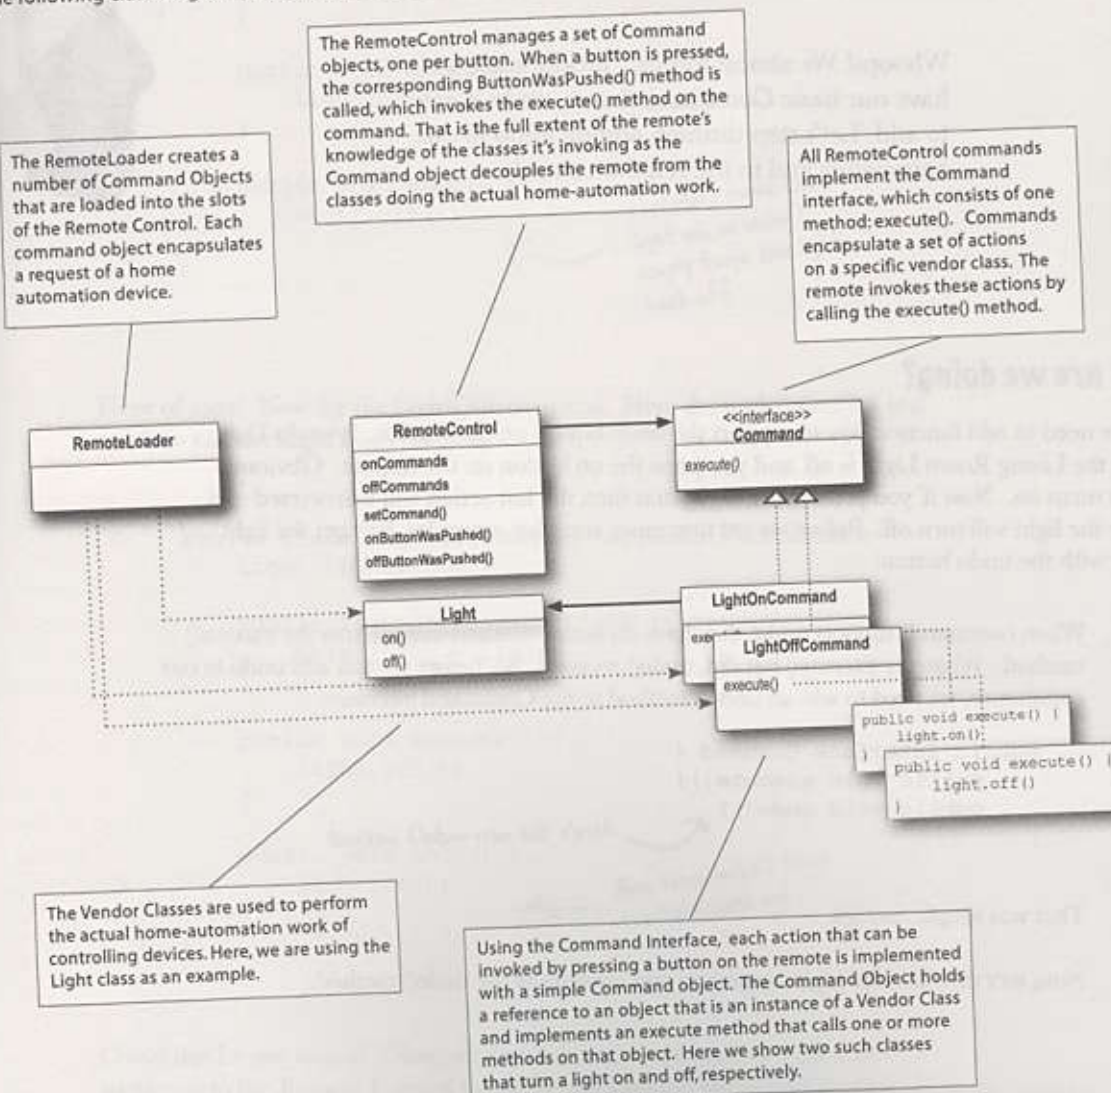 The RemoteControl manages a set of Command
objects, one per button. When a button is pressed,
the corresponding ButtonWasPushed() method is
called, which invokes the execute() method on the
command. That is the full extent of the remote's
knowledge of the classes it's invoking as the
Command object decouples the remote from the
classes doing the actual home-automation work.
The RemoteLoader creates a
number of Command Objects
that are loaded into the slots
of the Remote Control. Each
command object encapsulates
a request of a home
automation device.
All RemoteControl commands
implement the Command
interface, which consists of one
method: execute(). Commands
encapsulate a set of actions
on a specific vendor class. The
remote invokes these actions by
calling the execute() method.
RemoteLoader
RemoteControl
onCommands
offCommands
setCommand()
onButtonWasPushed()
offButtonWasPushed()
<<interface>>
Command
execute()
Light
on()
off()
LightOnCommand
LightOffCommand
execute()
public void execute() {
light.on();
}
public void execute() {
light.off()
}
The Vendor Classes are used to perform
the actual home-automation work of
controlling devices. Here, we are using the
Light class as an example.
Using the Command Interface, each action that can be
invoked by pressing a button on the remote is implemented
with a simple Command object. The Command Object holds
a reference to an object that is an instance of a Vendor Class
and implements an execute method that calls one or more
methods on that object. Here we show two such classes
that turn a light on and off, respectively.